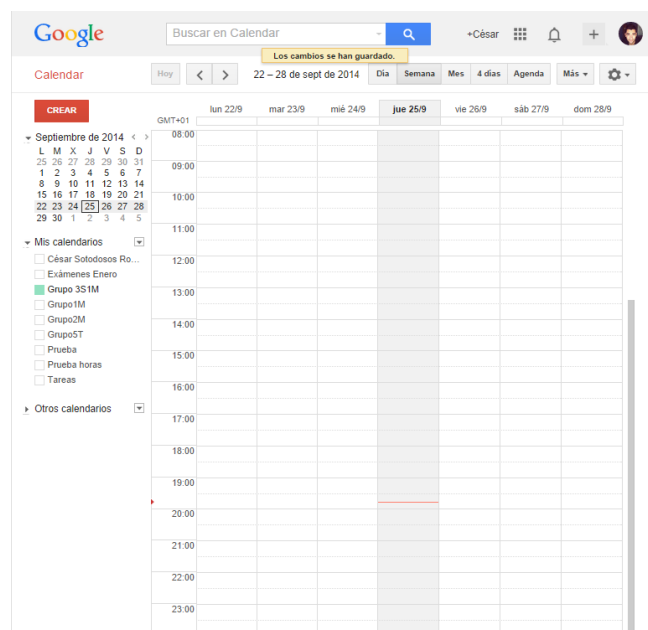 Google
Buscar en Calendar
+César
Los cambios se han guardado.
Calendar
Hoy
22 – 28 de sept de 2014
Día Semana Mes 4 días Agenda
Más
CREAR
Septiembre de 2014
L M X J V S D
25 26 27 28 29 30 31
1 2 3 4 5 6 7
8 9 10 11 12 13 14
15 16 17 18 19 20 21
22 23 24 25 26 27 28
29 30 1 2 3 4 5
Mis calendarios
César Sotodosos Ro...
Exámenes Enero
Grupo 3S1M
Grupo1M
Grupo2M
Grupo5T
Prueba
Prueba horas
Tareas
Otros calendarios
lun 22/9 mar 23/9 mié 24/9 jue 25/9 vie 26/9 sáb 27/9 dom 28/9
GMT+01
08:00
09:00
10:00
11:00
12:00
13:00
14:00
15:00
16:00
17:00
18:00
19:00
20:00
21:00
22:00
23:00